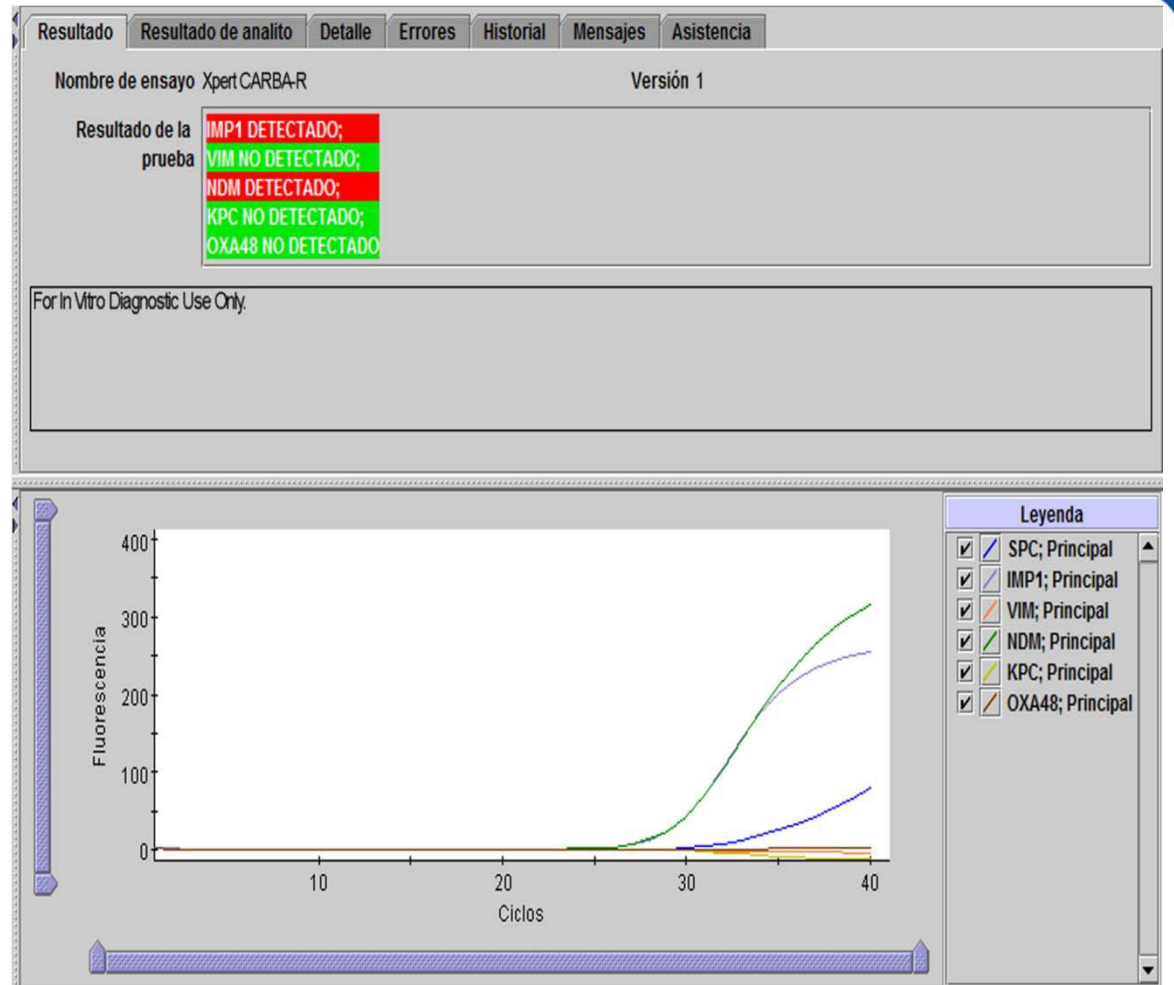 Resultado Resultado de analito Detalle Errores Historial Mensajes Asistencia
Nombre de ensayo Xpert CARBA-R Versión 1
Resultado de la prueba
IMP1 DETECTADO;
VIM NO DETECTADO;
NDM DETECTADO;
KPC NO DETECTADO;
OXA48 NO DETECTADO
For In Vitro Diagnostic Use Only.
400
300
200
100
0
Fluorescencia
10 20 30 40
Ciclos
Leyenda
SPC; Principal
IMP1; Principal
VIM; Principal
NDM; Principal
KPC; Principal
OXA48; Principal